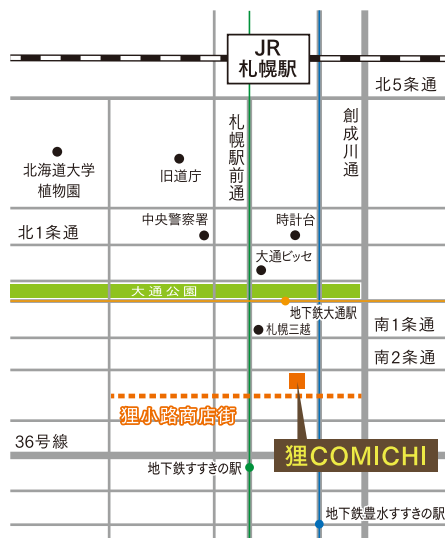 JR
札幌駅
北5条通
札幌駅前通
創成川通
北海道大学
植物園
旧道庁
中央警察署
時計台
北1条通
大通ビッセ
大通公園
地下鉄大通駅
札幌三越
南1条通
南2条通
狸小路商店街
36号線
狸COMICHI
地下鉄すすきの駅
地下鉄豊水すすきの駅